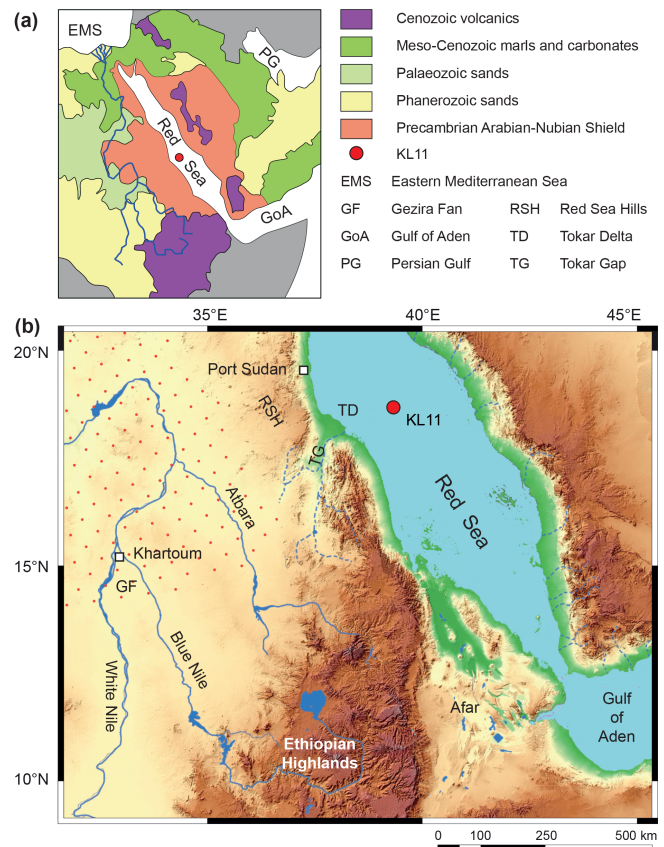 (a)
EMS
PG
Red
Sea
GoA
Cenozoic volcanics
Meso-Cenozoic marls and carbonates
Palaeozoic sands
Phanerozoic sands
Precambrian Arabian-Nubian Shield
KL11
EMS Eastern Mediterranean Sea
GF Gezira Fan RSH Red Sea Hills
GoA Gulf of Aden TD Tokar Delta
PG Persian Gulf TG Tokar Gap
(b)
35°E 40°E 45°E
20°N
Port Sudan
RSH
TD
KL11
TG
Red Sea
Atbara
15°N
Khartoum
GF
Blue Nile
White Nile
Afar
Gulf
of
Aden
Ethiopian
Highlands
10°N
0 100 250 500 km